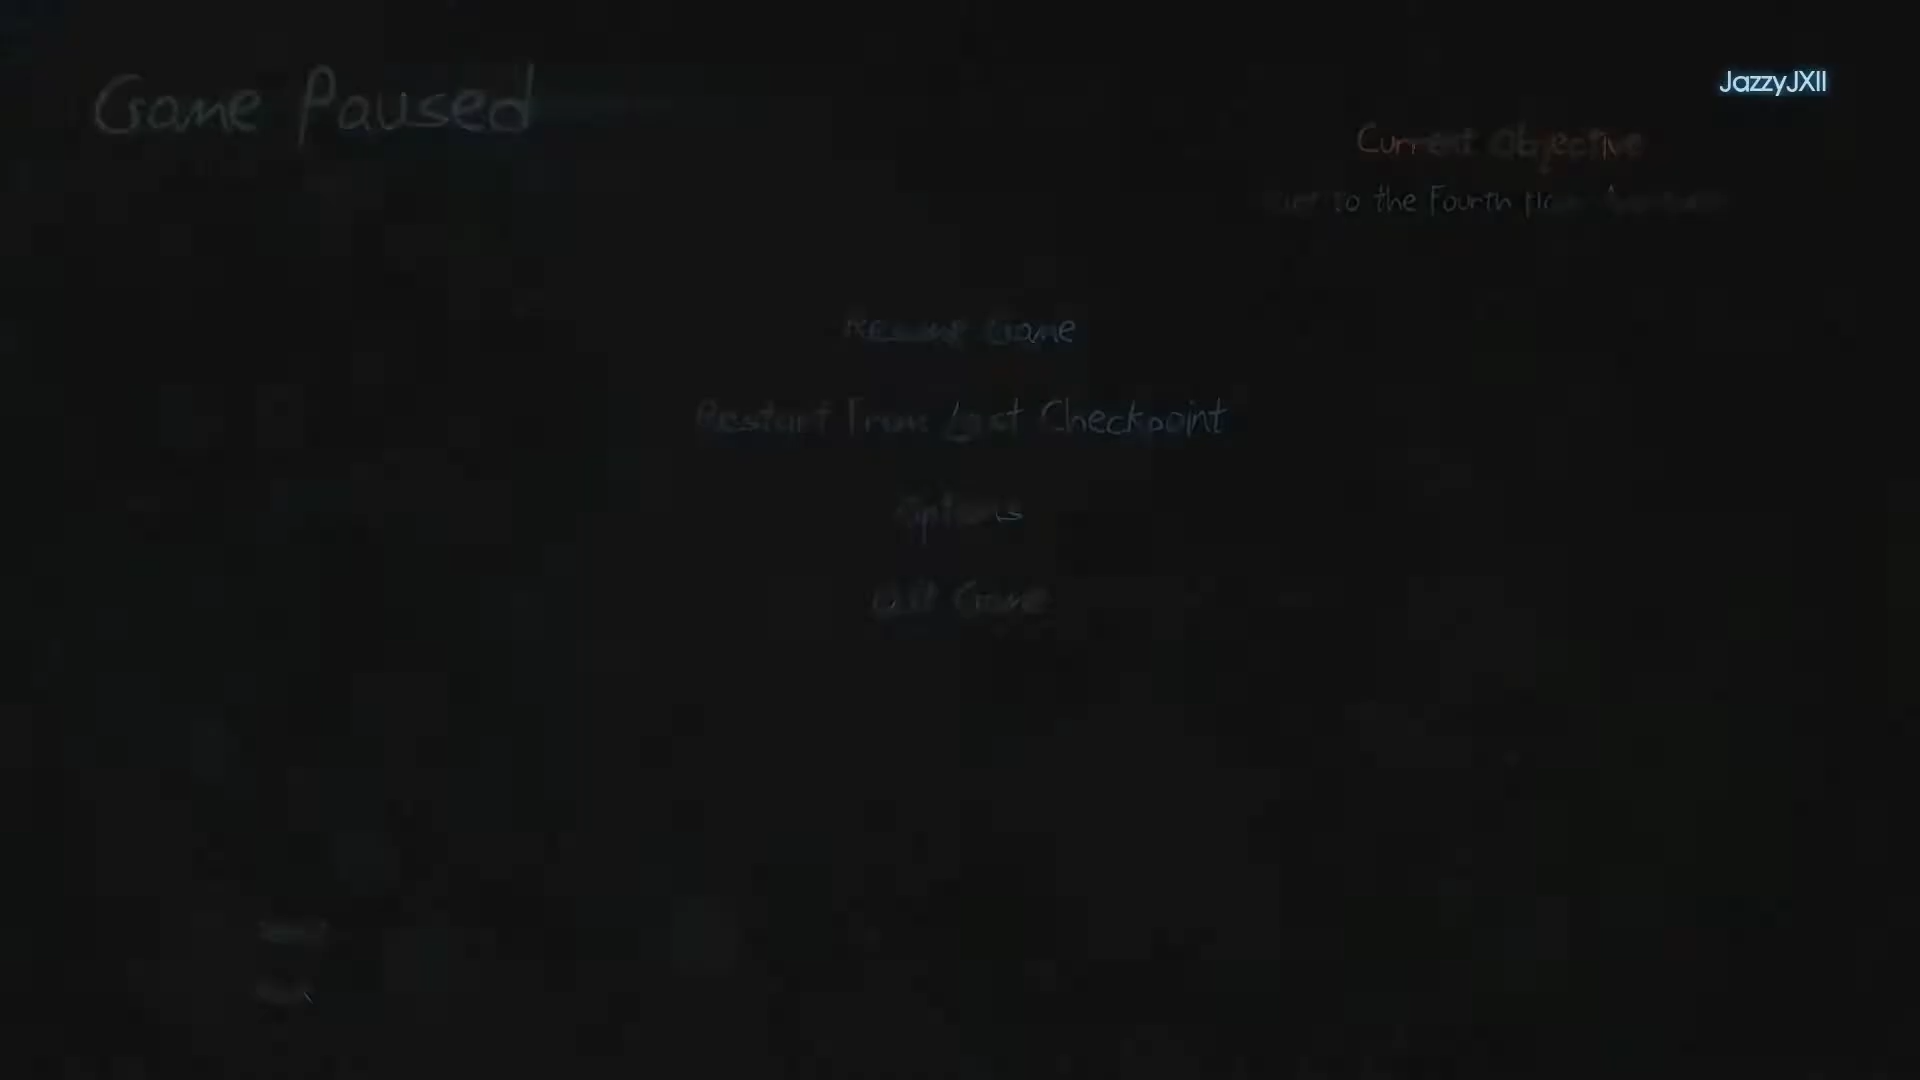 Game Paused
JazzyJXII
Current Objective
to the Fourth
Resume Game
Restart From Last Checkpoint
Options
Quit Game